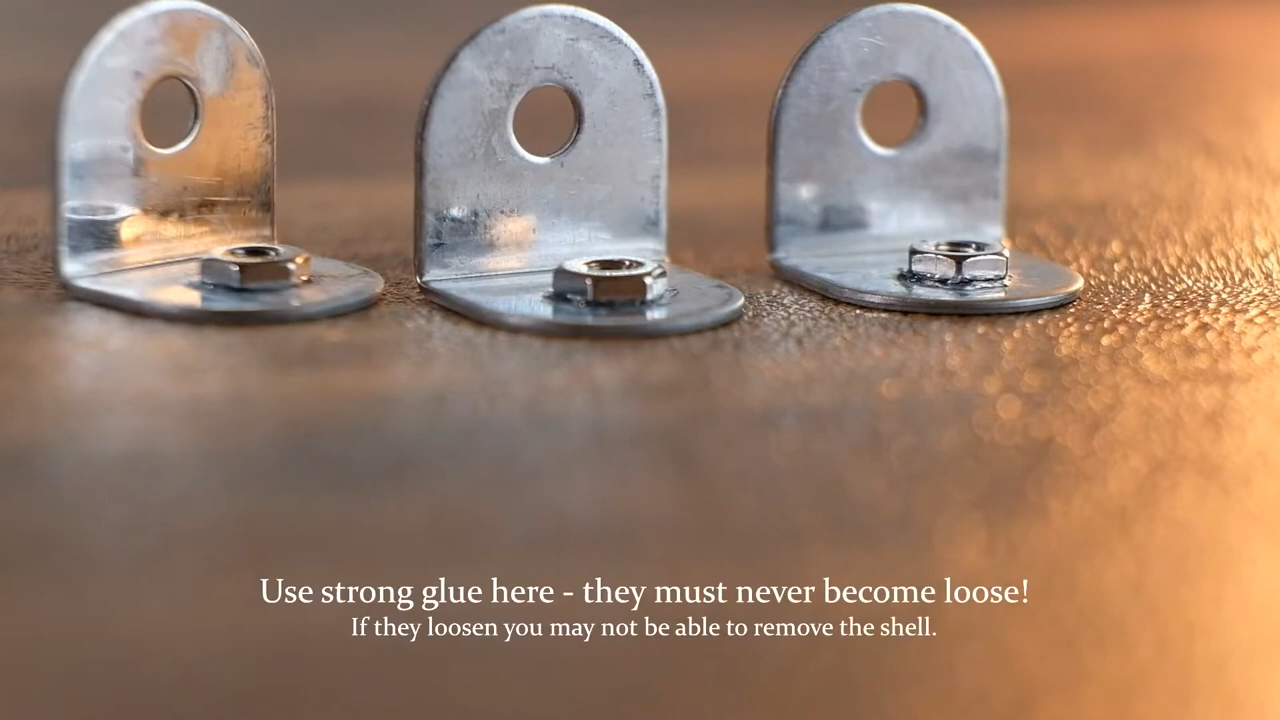 Use strong glue here - they must never become loose!
If they loosen you may not be able to remove the shell.